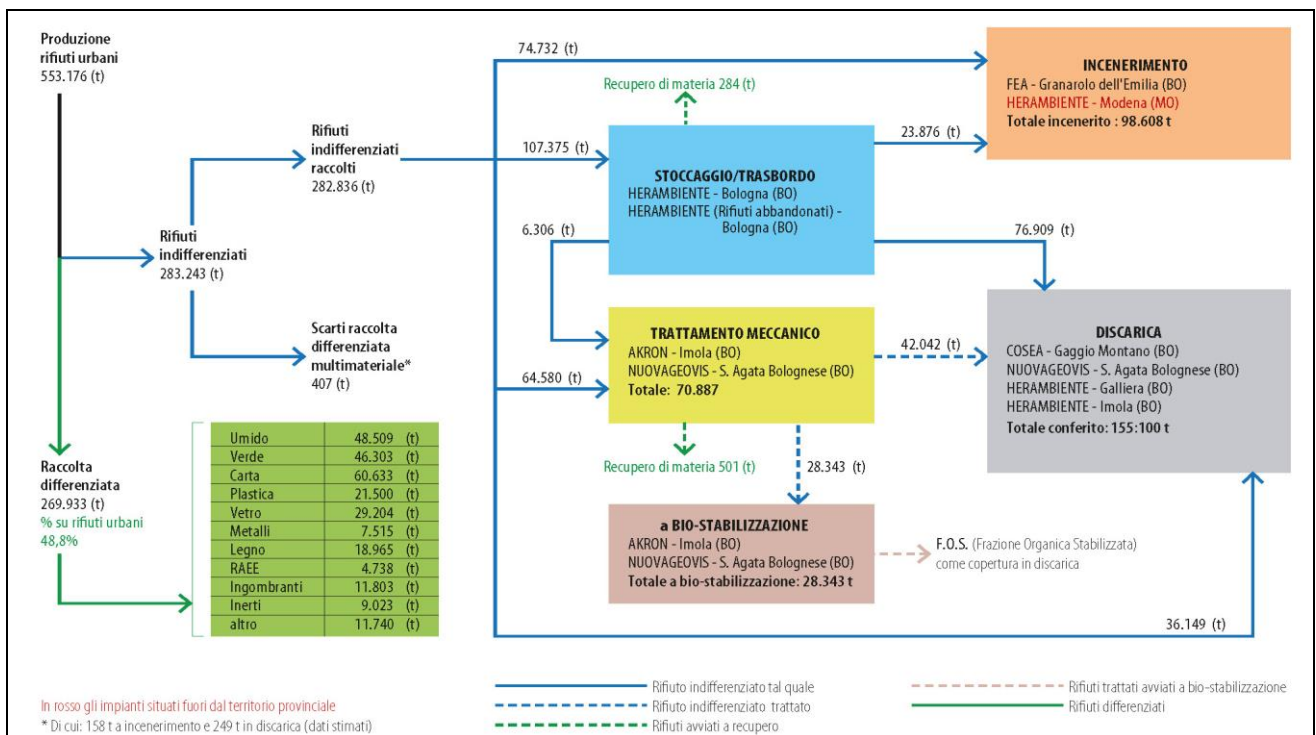 Produzione
rifiuti urbani
553.176 (t)
Rifiuti
indifferenziati
283.243 (t)
Rifiuti
indifferenziati
raccolti
282.836 (t)
Scarti raccolta
differenziata
multimateriale*
407 (t)
Raccolta
differenziata
269.933 (t)
% su rifiuti urbani
48,8%
Umido 48.509 (t)
Verde 46.303 (t)
Carta 60.633 (t)
Plastica 21.500 (t)
Vetro 29.204 (t)
Metalli 7.515 (t)
Legno 18.965 (t)
RAEE 4.738 (t)
Ingombranti 11.803 (t)
Inerti 9.023 (t)
altro 11.740 (t)
74.732 (t)
Recupero di materia 284 (t)
107.375 (t)
23.876 (t)
INCENERIMENTO
FEA - Granarolo dell'Emilia (BO)
HERAMBIENTE - Modena (MO)
Totale incenerito : 98.608 t
STOCCAGGIO/TRASBORDO
HERAMBIENTE - Bologna (BO)
HERAMBIENTE (Rifiuti abbandonati) -
Bologna (BO)
6.306 (t)
76.909 (t)
TRATTAMENTO MECCANICO
AKRON - Imola (BO)
NUOVAGEOVIS - S. Agata Bolognese (BO)
Totale: 70.887
64.580 (t)
42.042 (t)
DISCARICA
COSEA - Gaggio Montano (BO)
NUOVAGEOVIS - S. Agata Bolognese (BO)
HERAMBIENTE - Galliera (BO)
HERAMBIENTE - Imola (BO)
Totale conferito: 155:100 t
Recupero di materia 501 (t)
28.343 (t)
a BIO-STABILIZZAZIONE
AKRON - Imola (BO)
NUOVAGEOVIS - S. Agata Bolognese (BO)
Totale a bio-stabilizzazione: 28.343 t
F.O.S. (Frazione Organica Stabilizzata)
come copertura in discarica
36.149 (t)
In rosso gli impianti situati fuori dal territorio provinciale
* Di cui: 158 t a incenerimento e 249 t in discarica (dati stimati)
Rifiuto indifferenziato tal quale
Rifiuto indifferenziato trattato
Rifiuti avviati a recupero
Rifiuti trattati avviati a bio-stabilizzazione
Rifiuti differenziati